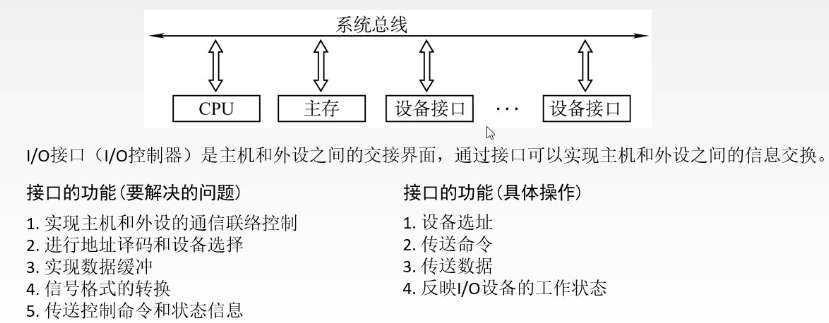 系统总线
CPU
主存
设备接口
···
设备接口
I/O接口（I/O控制器）是主机和外设之间的交接界面，通过接口可以实现主机和外设之间的信息交换。
接口的功能(要解决的问题)
1. 实现主机和外设的通信联络控制
2. 进行地址译码和设备选择
3. 实现数据缓冲
4. 信号格式的转换
5. 传送控制命令和状态信息
接口的功能(具体操作)
1. 设备选址
2. 传送命令
3. 传送数据
4. 反映I/O设备的工作状态